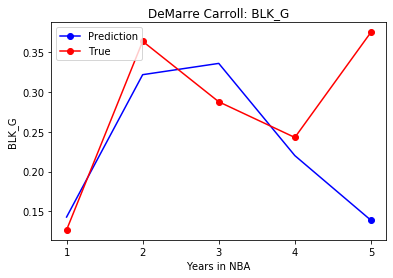 DeMarre Carroll: BLK_G
Prediction
True
0.35
0.30
0.25
0.20
0.15
BLK_G
1 2 3 4 5
Years in NBA